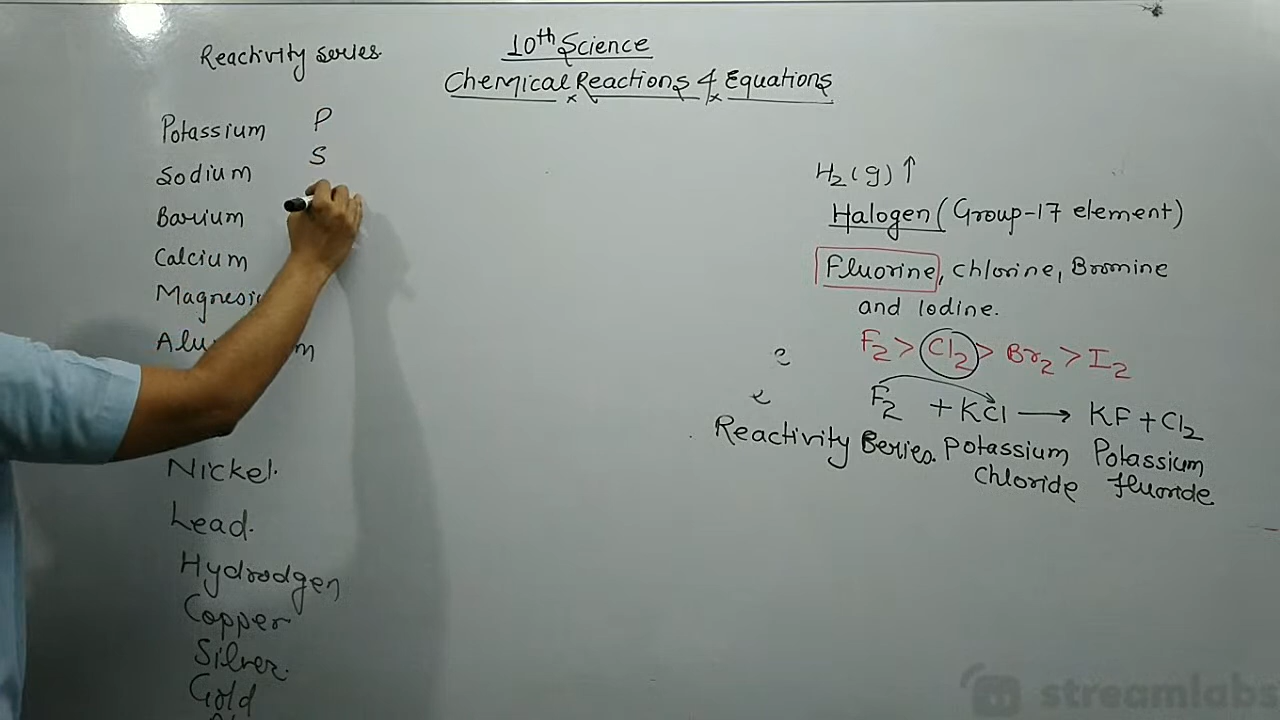 10th Science
Chemical Reactions & Equations
Reactivity series
Potassium P
Sodium S
Barium
Calcium
Nickel.
Lead.
Hydrodgen
Copper
Silver.
Gold
H2(g)↑
Halogen (Group-17 element)
Fluorine, Chlorine, Bromine
and Iodine.
F2 > Cl2 > Br2 > I2
F2 + KCl → KF + Cl2
Reactivity Series. Potassium Potassium
Chloride fluoride
streamlabs